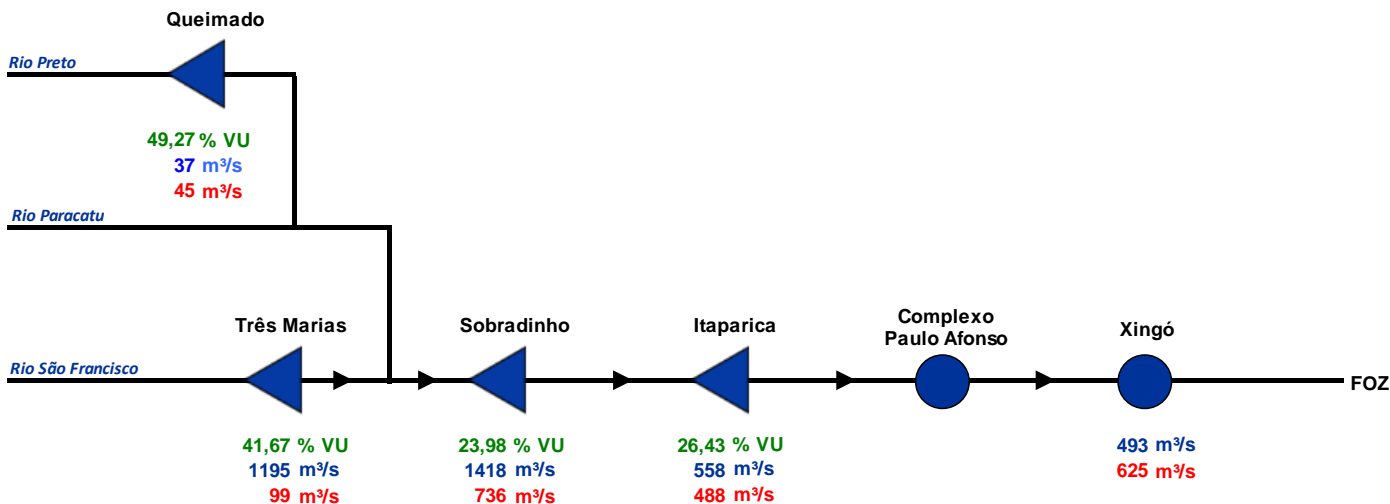 Queimado
Rio Preto
49,27 % VU
37 m³/s
45 m³/s
Rio Paracatu
Três Marias
Sobradinho
Itaparica
Complexo
Paulo Afonso
Xingó
Rio São Francisco
FOZ
41,67 % VU
1195 m³/s
99 m³/s
23,98 % VU
1418 m³/s
736 m³/s
26,43 % VU
558 m³/s
488 m³/s
493 m³/s
625 m³/s